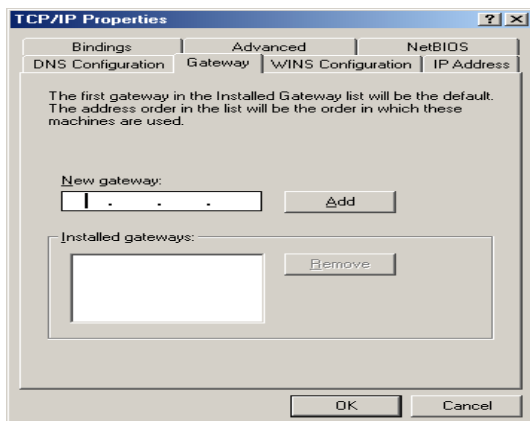 TCP/IP Properties
? X
Bindings Advanced NetBIOS
DNS Configuration Gateway WINS Configuration IP Address
The first gateway in the Installed Gateway list will be the default.
The address order in the list will be the order in which these
machines are used.
New gateway:
. . .
Add
Installed gateways:
Remove
OK Cancel